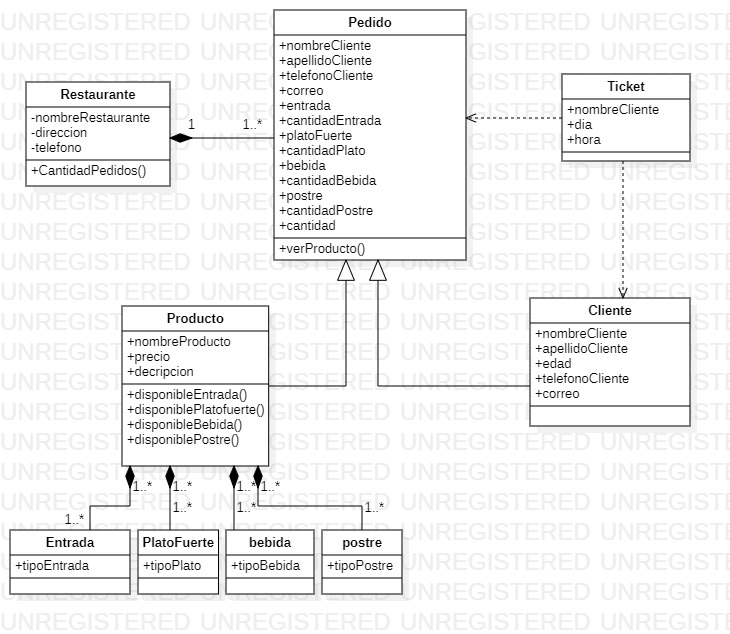 Pedido
+nombreCliente
+apellidoCliente
+telefonoCliente
+correo
+entrada
+cantidadEntrada
+platoFuerte
+cantidadPlato
+bebida
+cantidadBebida
+postre
+cantidadPostre
+cantidad
+verProducto()
Restaurante
-nombreRestaurante
-direccion
-telefono
+CantidadPedidos()
1
1..*
Ticket
+nombreCliente
+dia
+hora
Producto
+nombreProducto
+precio
+decripcion
+disponibleEntrada()
+disponiblePlatofuerte()
+disponibleBebida()
+disponiblePostre()
Cliente
+nombreCliente
+apellidoCliente
+edad
+telefonoCliente
+correo
1..*
1..*
1..*
1..*
1..*
1..*
1..*
1..*
Entrada
+tipoEntrada
PlatoFuerte
+tipoPlato
bebida
+tipoBebida
postre
+tipoPostre
UNREGISTERED